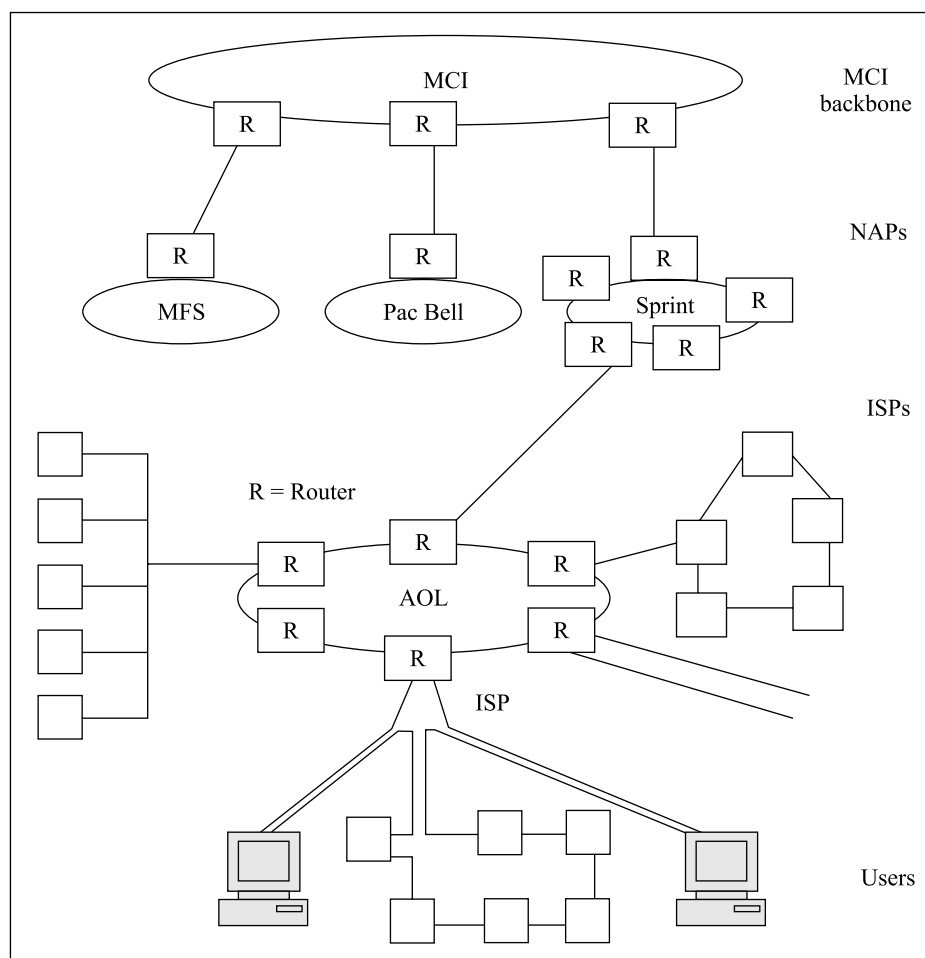 MCI
MCI
backbone
R
R
R
NAPs
R
R
R
R
R
MFS
Pac Bell
Sprint
R
R
ISPs
R = Router
R
R
R
AOL
R
R
R
ISP
Users